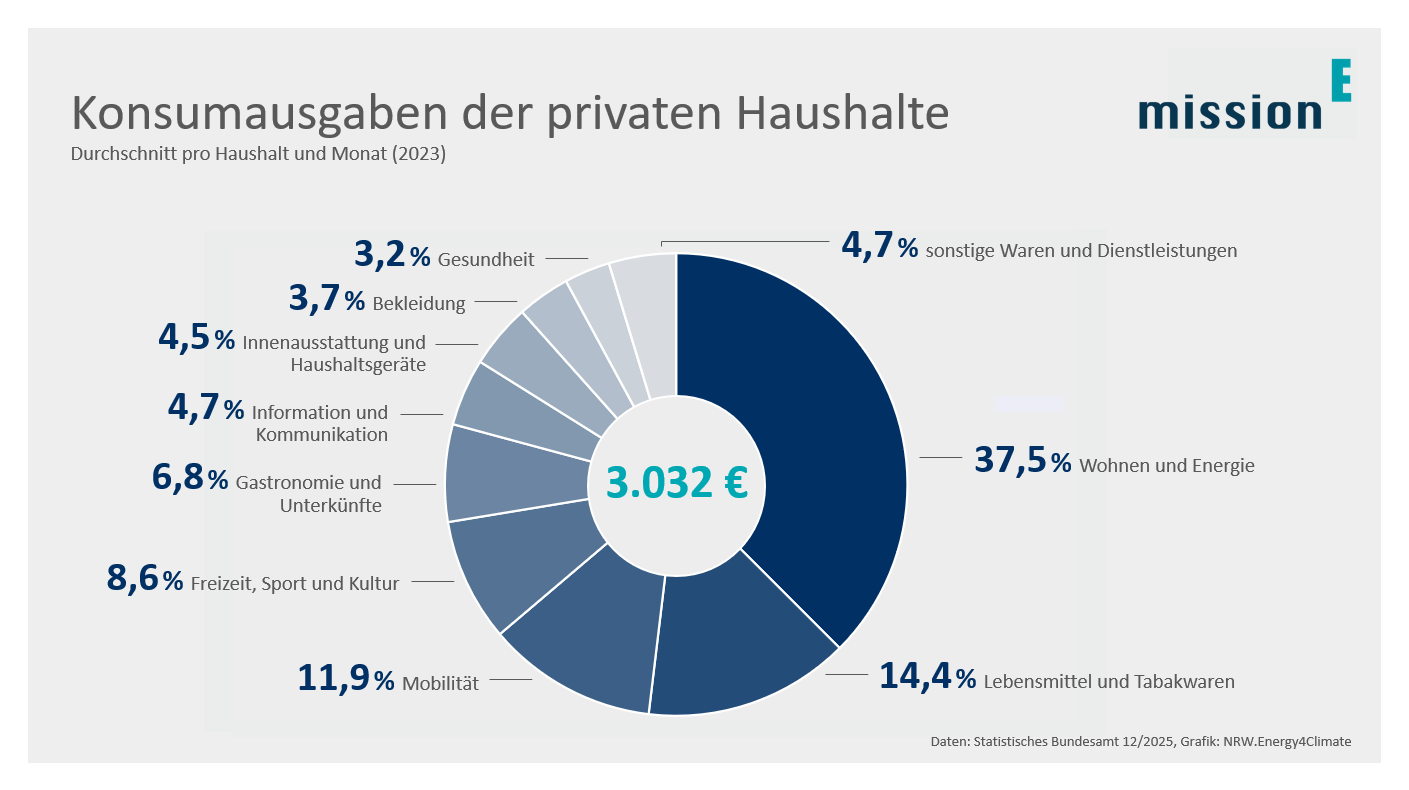 Konsumausgaben der privaten Haushalte
Durchschnitt pro Haushalt und Monat (2023)
mission E
4,7 % sonstige Waren und Dienstleistungen
37,5 % Wohnen und Energie
14,4 % Lebensmittel und Tabakwaren
11,9 % Mobilität
8,6 % Freizeit, Sport und Kultur
6,8 % Gastronomie und
Unterkünfte
4,7 % Information und
Kommunikation
4,5 % Innenausstattung und
Haushaltsgeräte
3,7 % Bekleidung
3,2 % Gesundheit
3.032 €
Daten: Statistisches Bundesamt 12/2025, Grafik: NRW.Energy4Climate